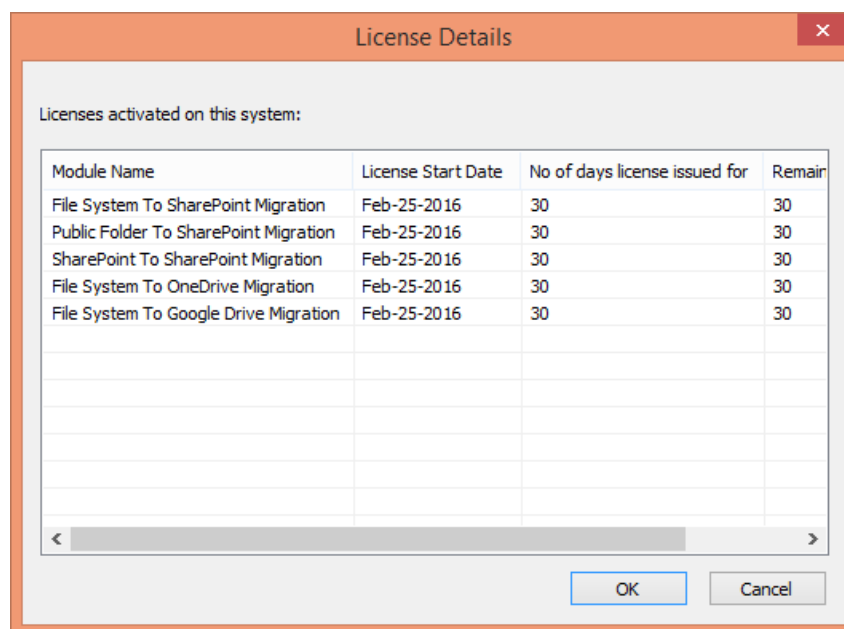 License Details
Licenses activated on this system:
Module Name License Start Date No of days license issued for Remain
File System To SharePoint Migration Feb-25-2016 30 30
Public Folder To SharePoint Migration Feb-25-2016 30 30
SharePoint To SharePoint Migration Feb-25-2016 30 30
File System To OneDrive Migration Feb-25-2016 30 30
File System To Google Drive Migration Feb-25-2016 30 30
OK Cancel